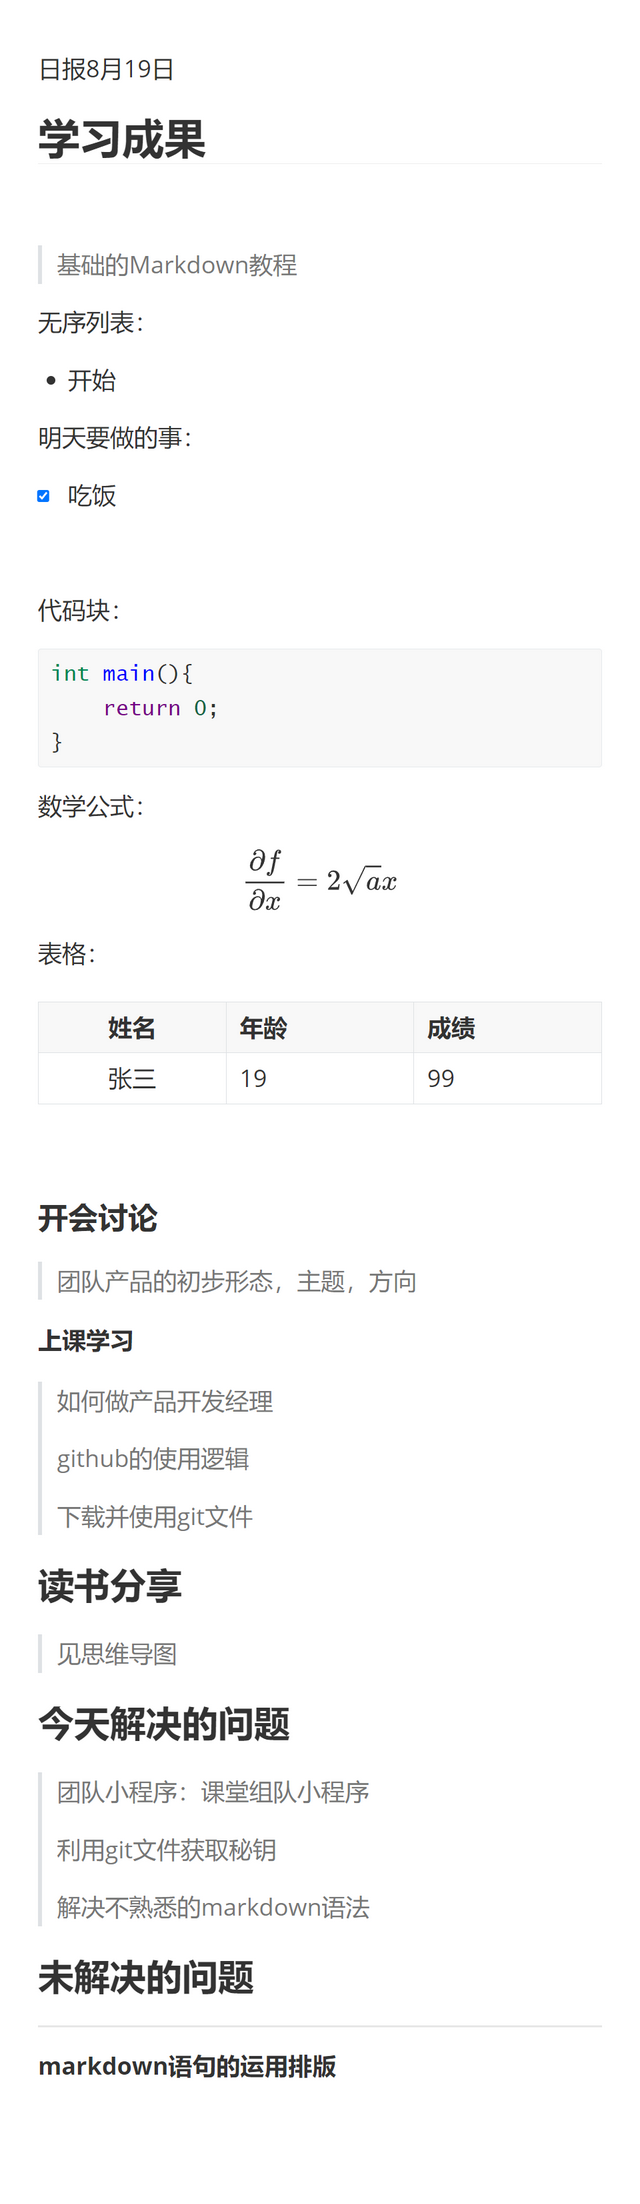 日报8月19日
学习成果
基础的Markdown教程
无序列表：
• 开始
明天要做的事：
吃饭
代码块：
int main(){
    return 0;
}
数学公式：
∂f/∂x = 2√ax
表格：
姓名 年龄 成绩
张三 19 99
开会讨论
团队产品的初步形态，主题，方向
上课学习
如何做产品开发经理
github的使用逻辑
下载并使用git文件
读书分享
见思维导图
今天解决的问题
团队小程序：课堂组队小程序
利用git文件获取秘钥
解决不熟悉的markdown语法
未解决的问题
markdown语句的运用排版